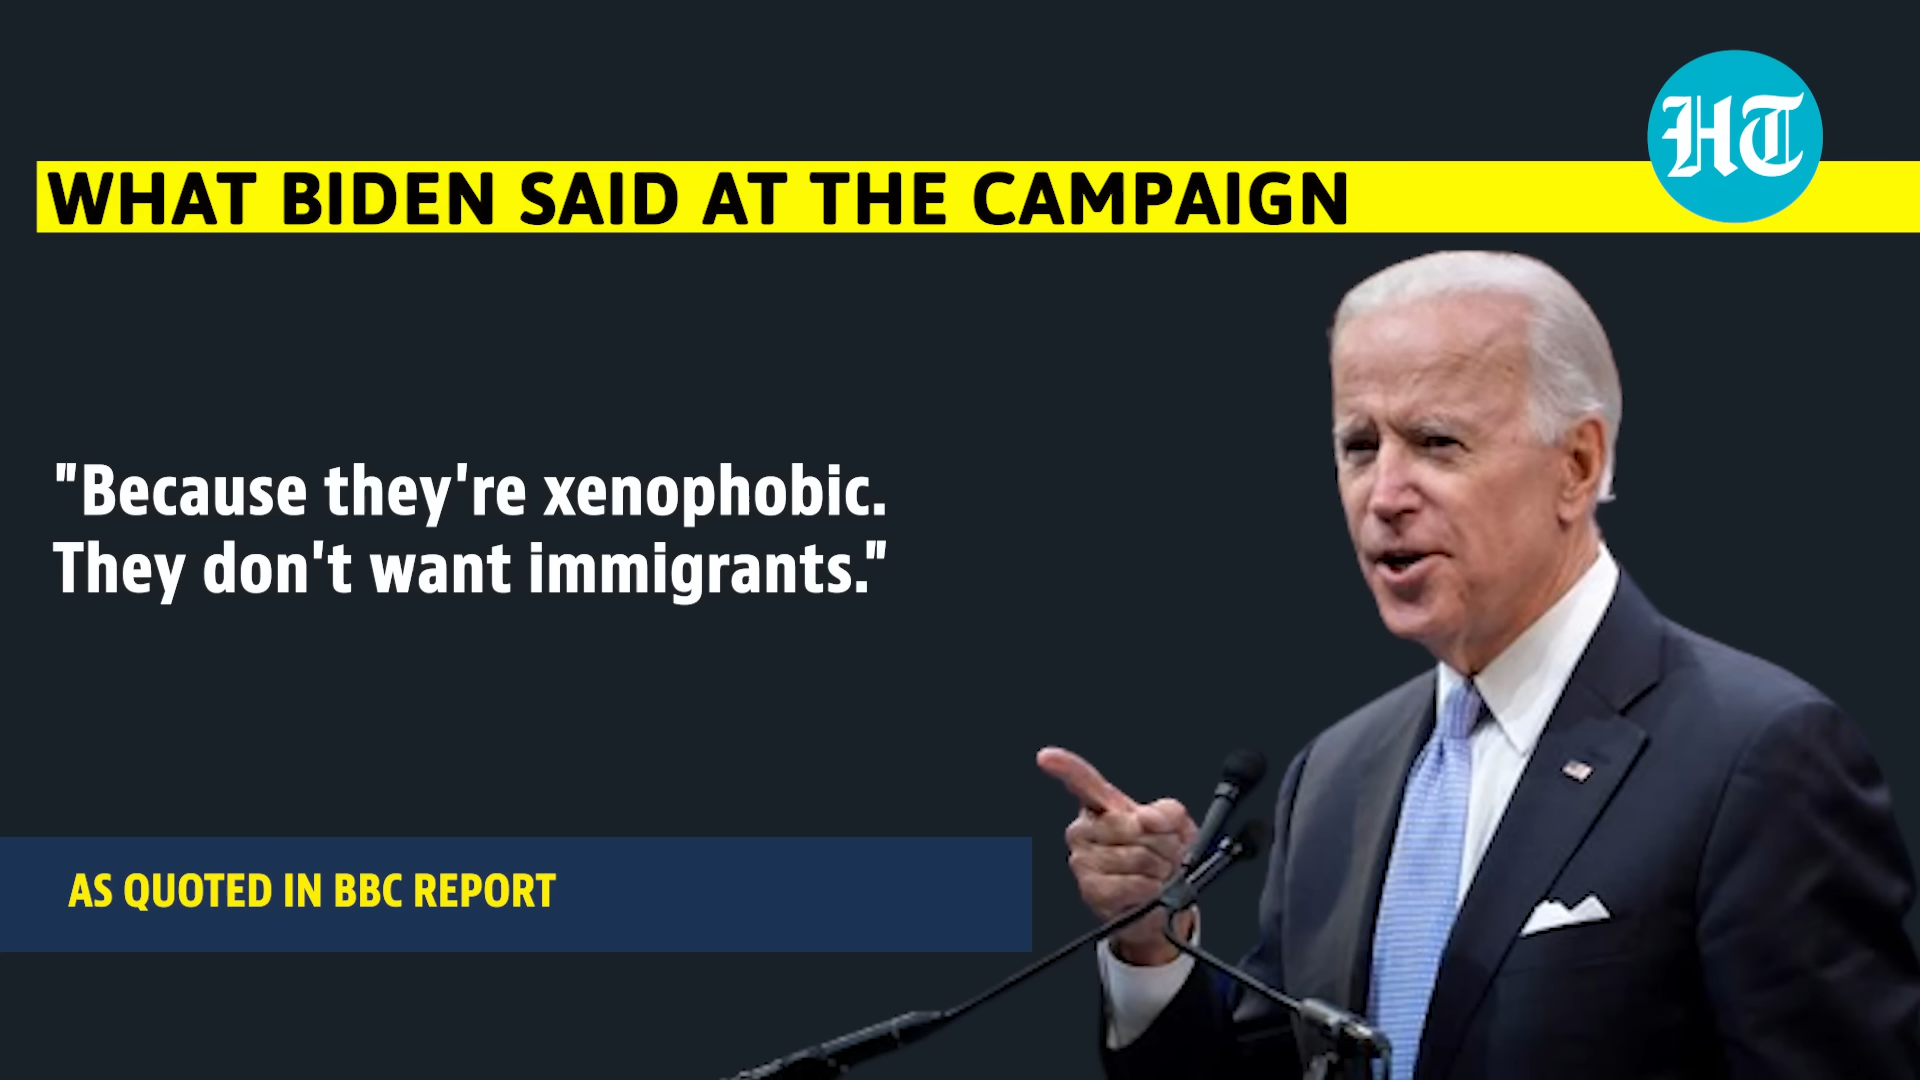 HT
WHAT BIDEN SAID AT THE CAMPAIGN
"Because they're xenophobic.
They don't want immigrants."
AS QUOTED IN BBC REPORT